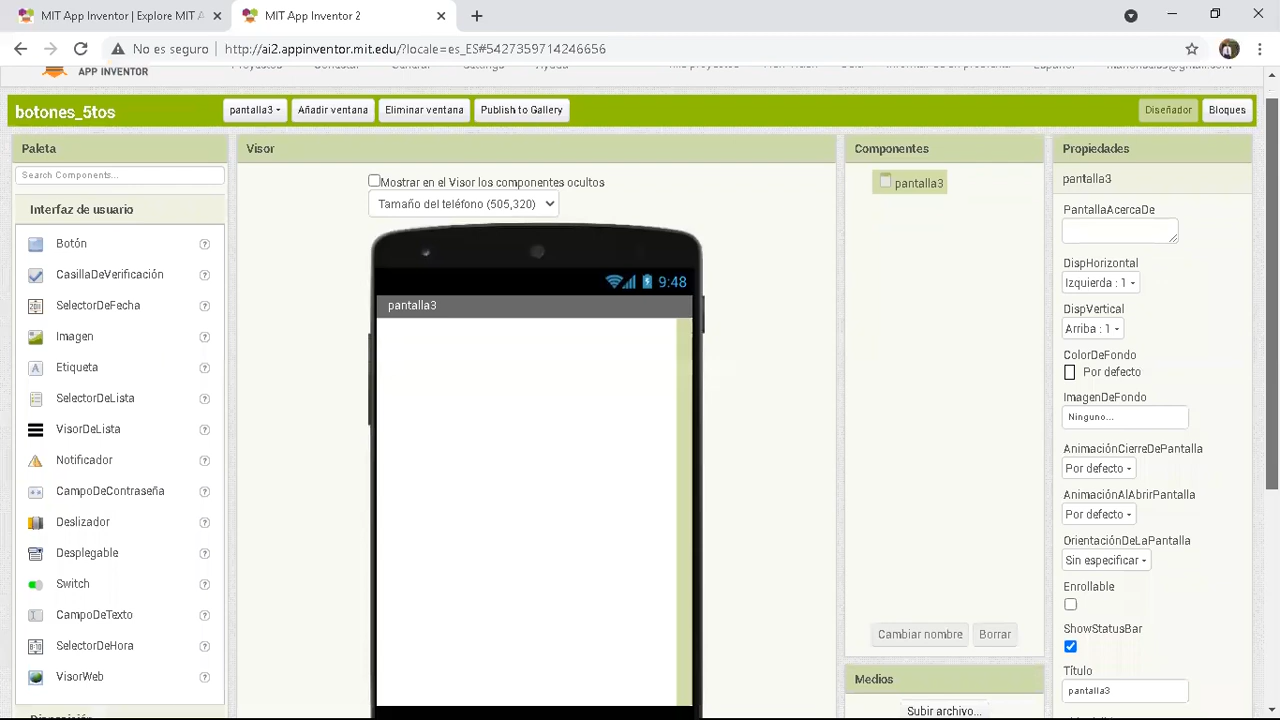 MIT App Inventor | Explore MIT A
MIT App Inventor 2
No es seguro
http://ai2.appinventor.mit.edu/?locale=es_ES#5427359714246656
APP INVENTOR
botones_5tos
pantalla3
Añadir ventana
Eliminar ventana
Publish to Gallery
Diseñador
Bloques
Paleta
Search Components...
Interfaz de usuario
Botón
CasillaDeVerificación
SelectorDeFecha
Imagen
Etiqueta
SelectorDeLista
VisorDeLista
Notificador
CampoDeContraseña
Deslizador
Desplegable
Switch
CampoDeTexto
SelectorDeHora
VisorWeb
Visor
Mostrar en el Visor los componentes ocultos
Tamaño del teléfono (505,320)
9:48
pantalla3
Componentes
pantalla3
Cambiar nombre
Borrar
Medios
Subir archivo...
Propiedades
pantalla3
PantallaAcercaDe
DispHorizontal
Izquierda : 1
DispVertical
Arriba : 1
ColorDeFondo
Por defecto
ImagenDeFondo
Ninguno...
AnimaciónCierreDePantalla
Por defecto
AnimaciónAlAbrirPantalla
Por defecto
OrientaciónDeLaPantalla
Sin especificar
Enrollable
ShowStatusBar
Título
pantalla3